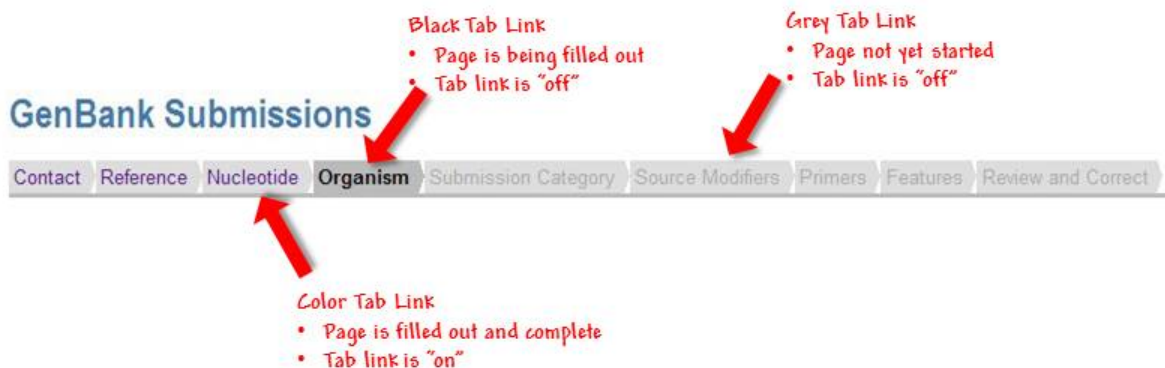 Black Tab Link
• Page is being filled out
• Tab link is "off"
Grey Tab Link
• Page not yet started
• Tab link is "off"
GenBank Submissions
Contact Reference Nucleotide Organism Submission Category Source Modifiers Primers Features Review and Correct
Color Tab Link
• Page is filled out and complete
• Tab link is "on"